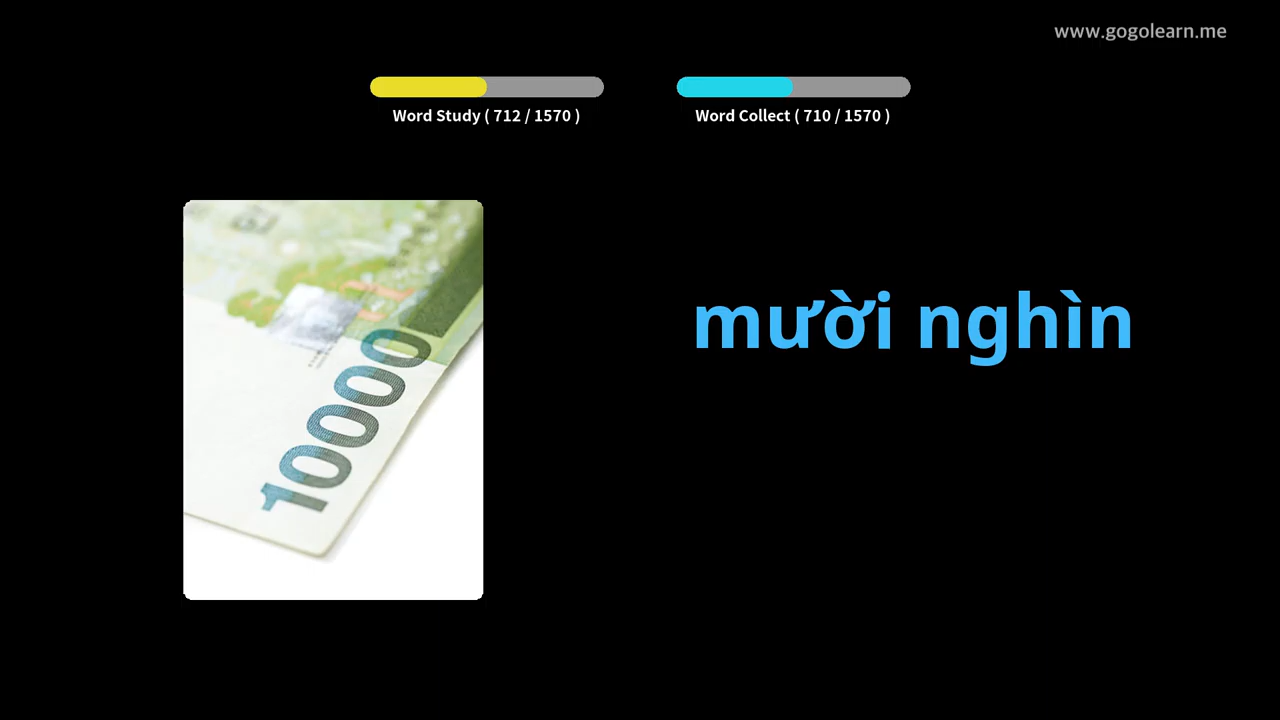 www.gogolearn.me
Word Study ( 712 / 1570 )
Word Collect ( 710 / 1570 )
mười nghìn
10000